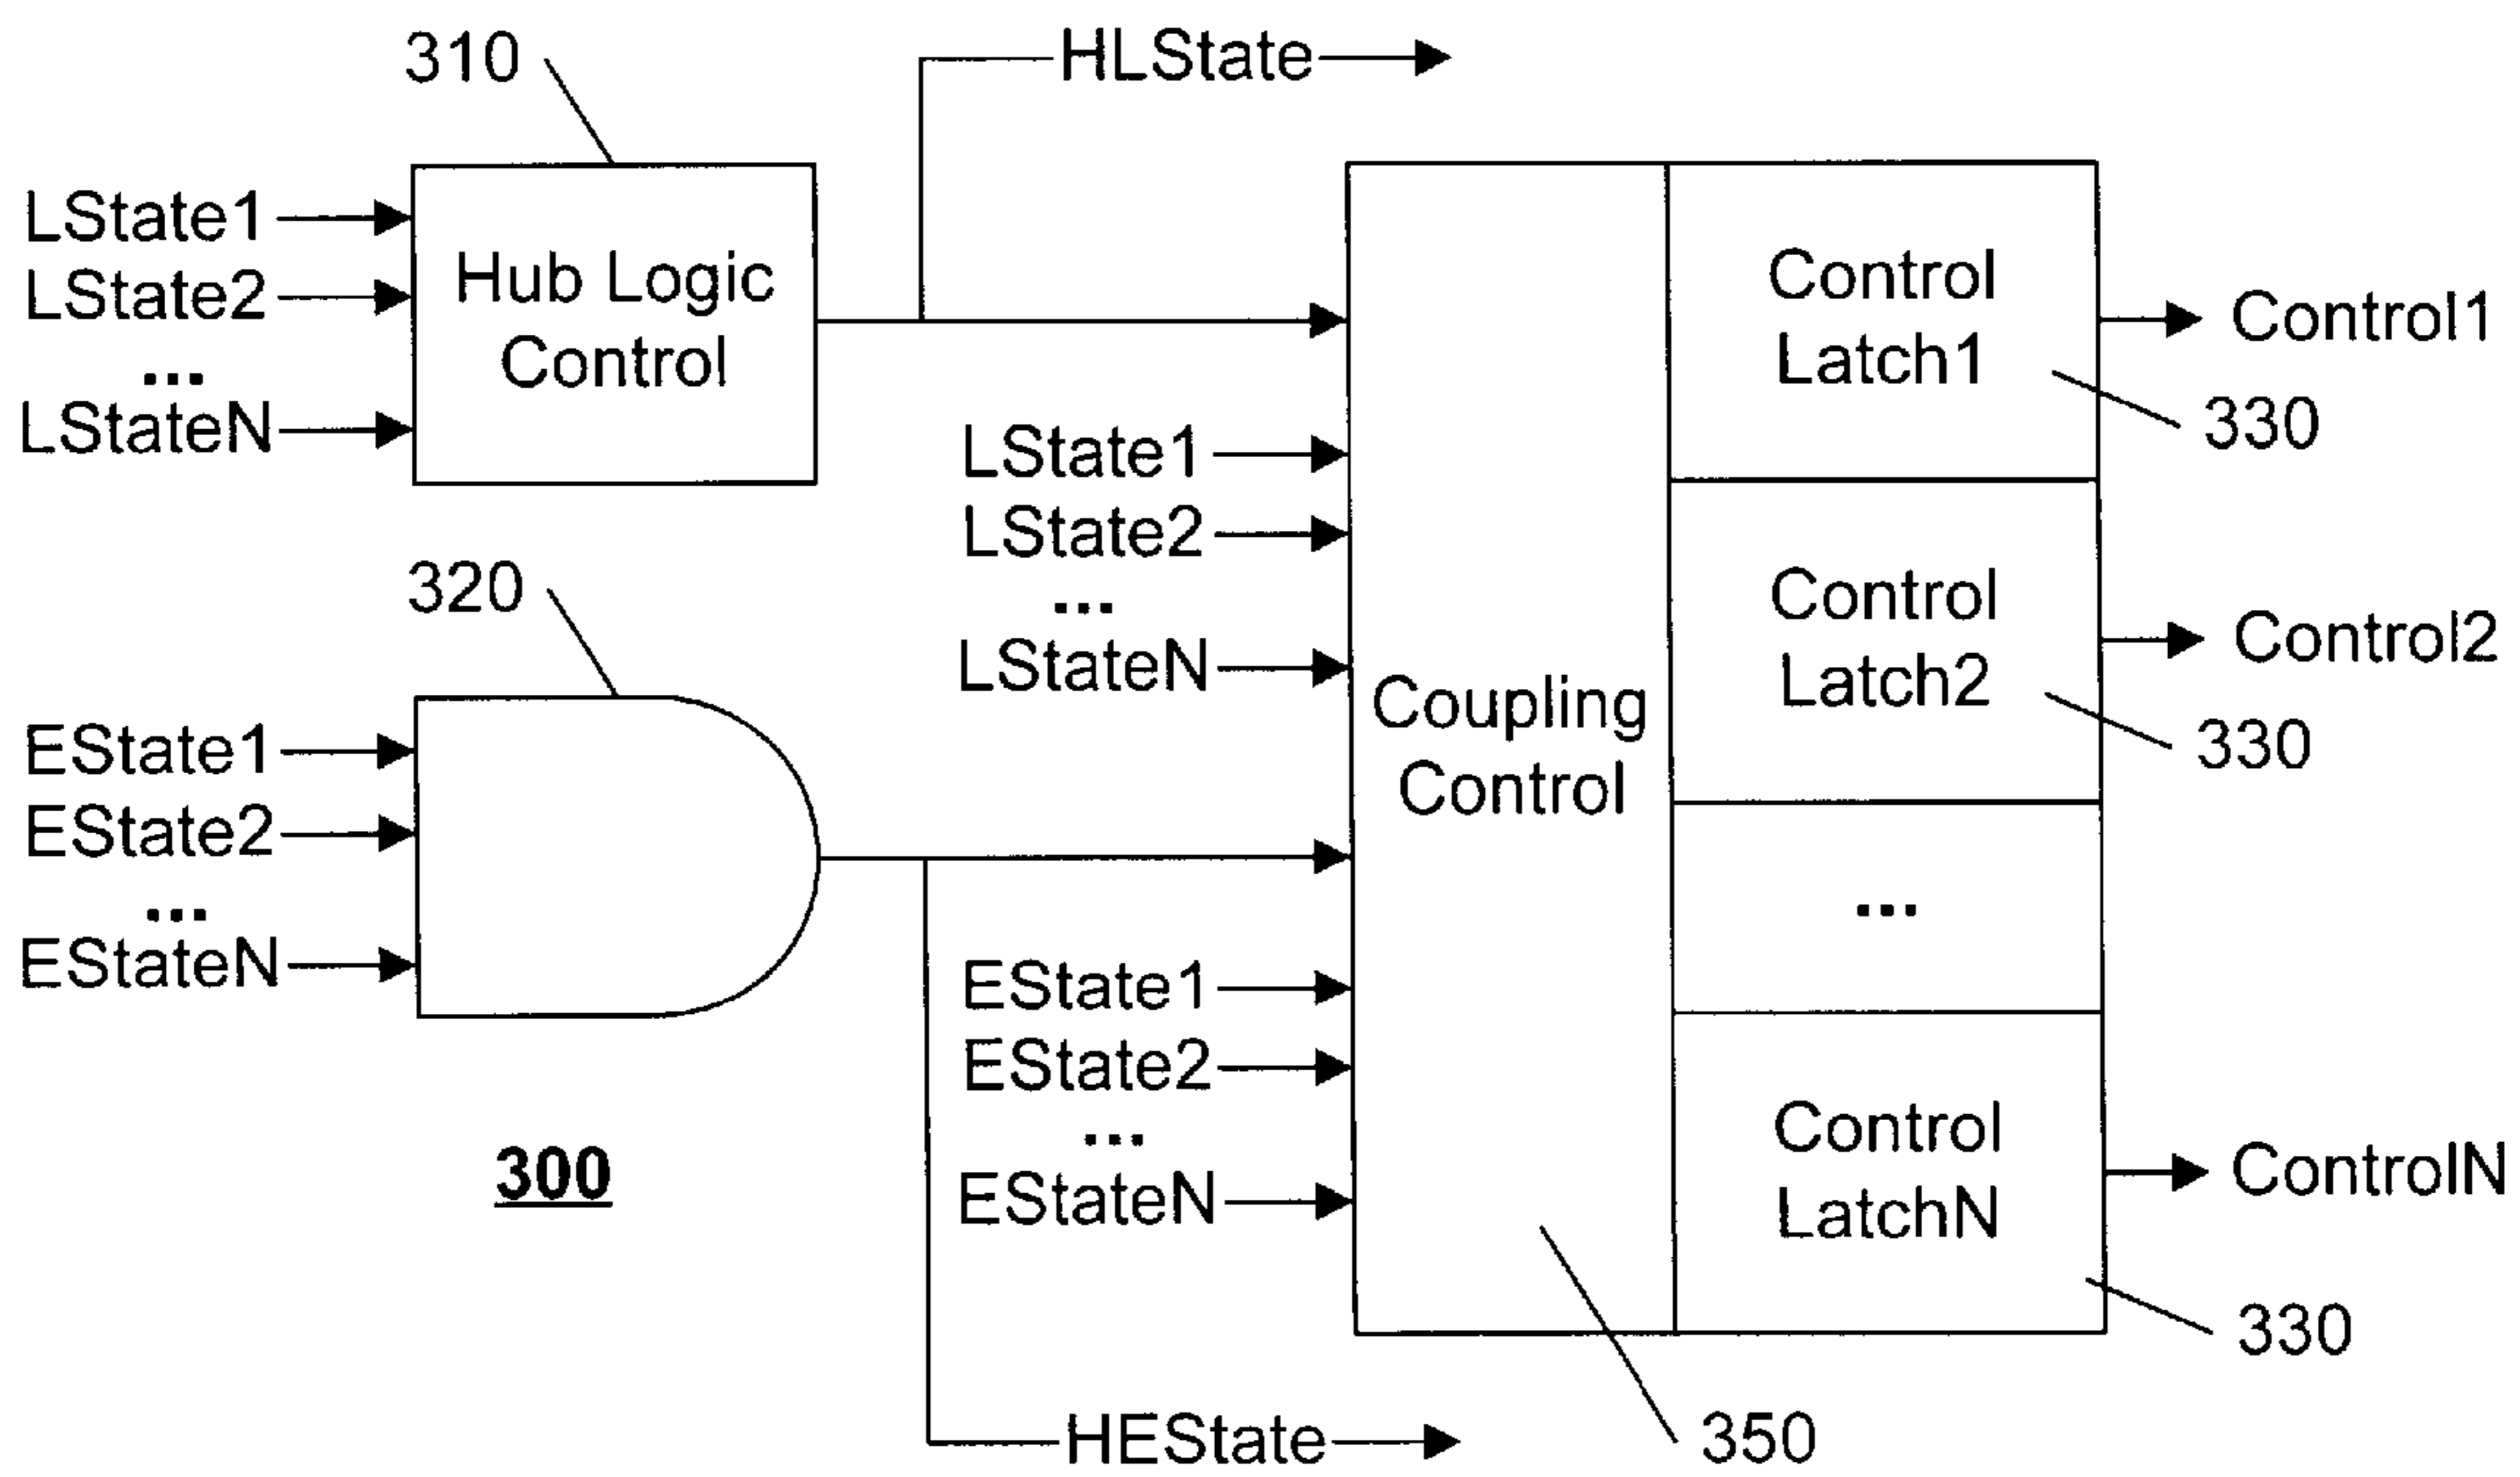 310
HLState
LState1
LState2
...
LStateN
Hub Logic
Control
LState1
LState2
...
LStateN
320
EState1
EState2
...
EStateN
EState1
EState2
...
EStateN
300
HEState
Coupling
Control
350
Control
Latch1
Control1
330
Control
Latch2
Control2
330
...
Control
LatchN
ControlN
330